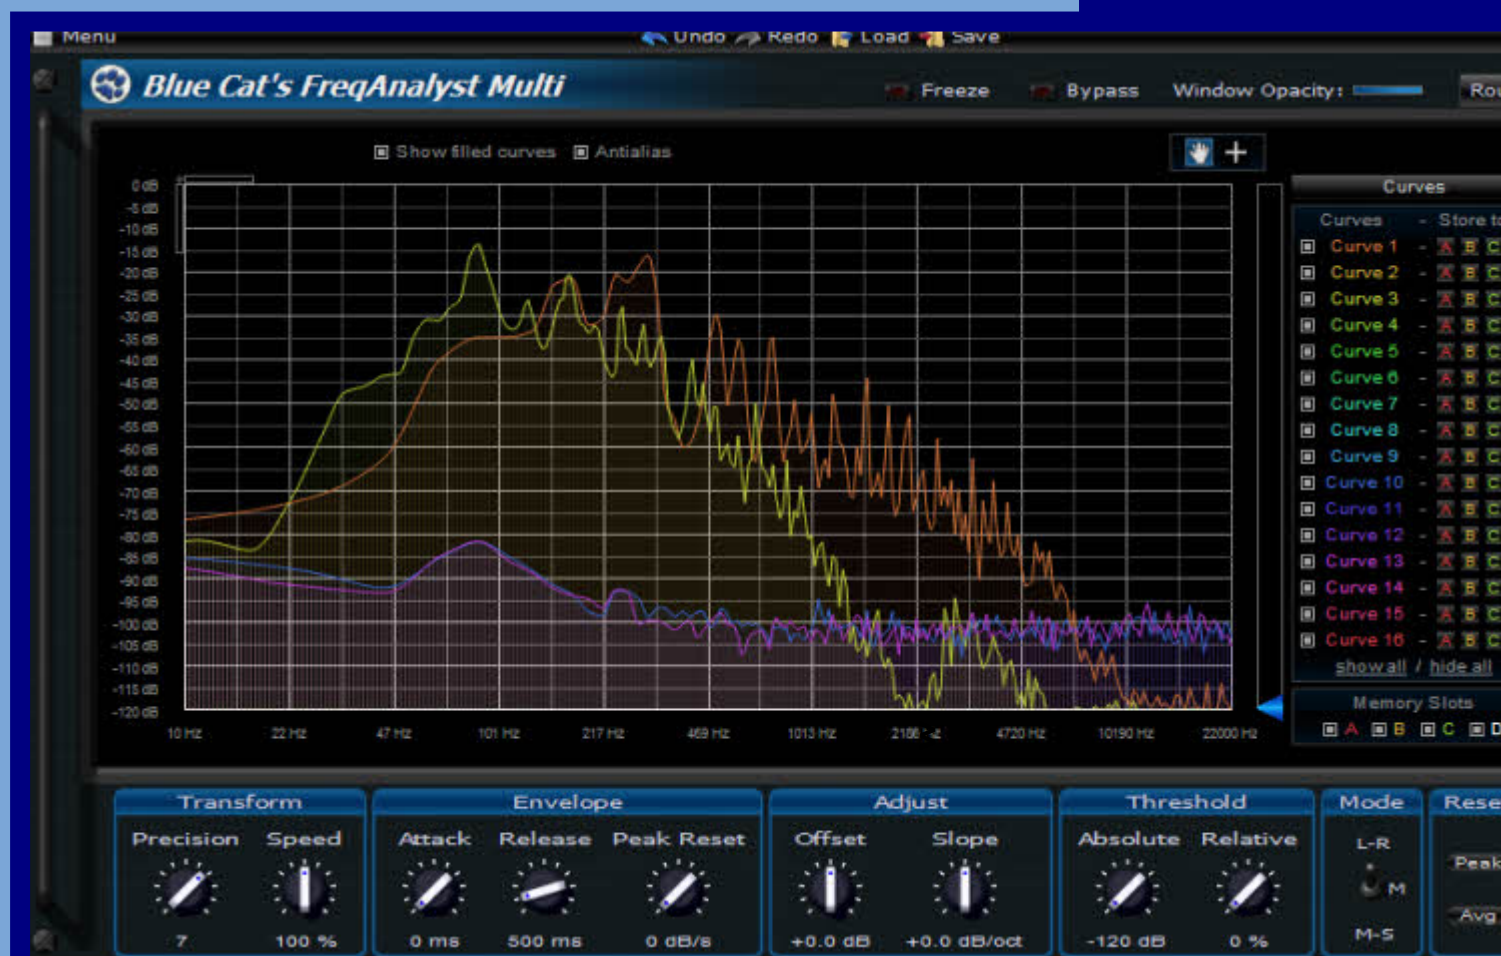 Menu Undo Redo Load Save
Blue Cat's FreqAnalyst Multi Freeze Bypass Window Opacity: Rou
Show filled curves Antialias
Curves
Curves - Store to
0 dB
-5 dB
-10 dB
-15 dB
-20 dB
-25 dB
-30 dB
-35 dB
-40 dB
-45 dB
-50 dB
-55 dB
-60 dB
-65 dB
-70 dB
-75 dB
-80 dB
-85 dB
-90 dB
-95 dB
-100 dB
-105 dB
-110 dB
-115 dB
-120 dB
10 Hz 22 Hz 47 Hz 101 Hz 217 Hz 469 Hz 1013 Hz 4720 Hz 10190 Hz 22000 Hz
Curve 1 - A B C
Curve 2 - A B C
Curve 3 - A B C
Curve 4 - A B C
Curve 5 - A B C
Curve 6 - A B C
Curve 7 - A B C
Curve 8 - A B C
Curve 9 - A B C
Curve 10 - A B C
Curve 11 - A B C
Curve 12 - A B C
Curve 13 - A B C
Curve 14 - A B C
Curve 15 - A B C
Curve 16 - A B C
show all / hide all
Memory Slots
A B C D
Transform Envelope Adjust Threshold Mode Rese
Precision Speed Attack Release Peak Reset Offset Slope Absolute Relative L-R
Peak
M
Avg
7 100 % 0 ms 500 ms 0 dB/s +0.0 dB +0.0 dB/oct -120 dB 0 % M-S